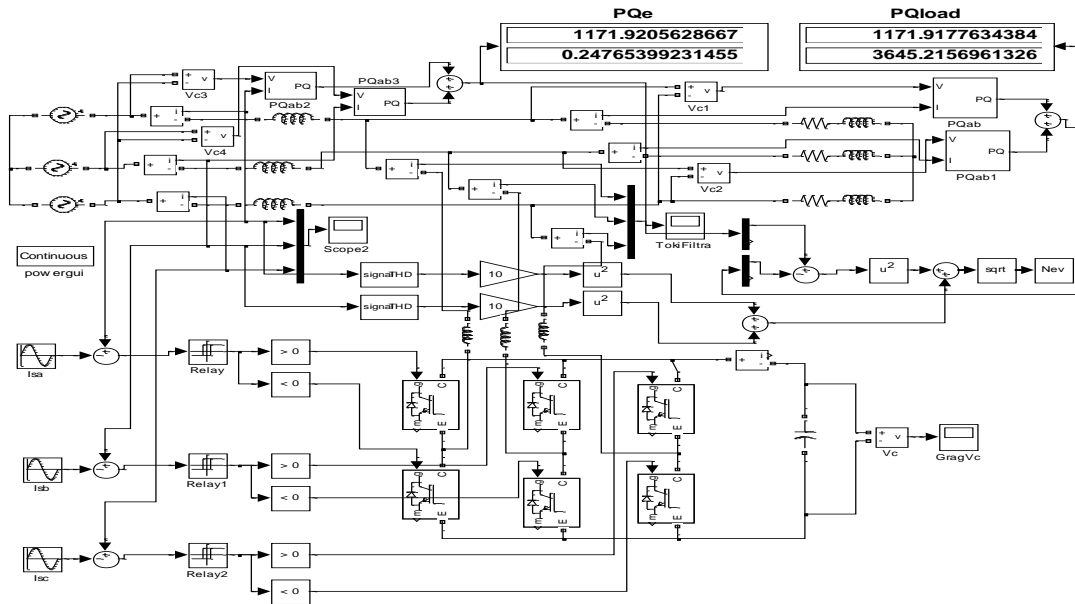 PQe
PQload
1171.9205628667
0.24765399231455
1171.9177634384
3645.2156961326
+ - v
Vc3
V
I
PQ
PQab2
PQab3
V
I
PQ
+ - v
Vc1
V
I
PQ
PQab
+ - v
Vc4
V
I
PQ
PQab1
+ - v
Vc2
+ i -
+ i -
+ i -
+ i -
+ i -
+ i -
+ i -
+ i -
Scope2
TokiFiltra
Continuous
powergui
signalTHD
10
u2
u2
sqrt
Nev
signalTHD
10
u2
Isa
Relay
> 0
< 0
+ i -
g C
m E
g C
m E
g C
m E
Isb
Relay1
> 0
< 0
g C
m E
g C
m E
g C
m E
+ - v
Vc
GragVc
Isc
Relay2
> 0
< 0